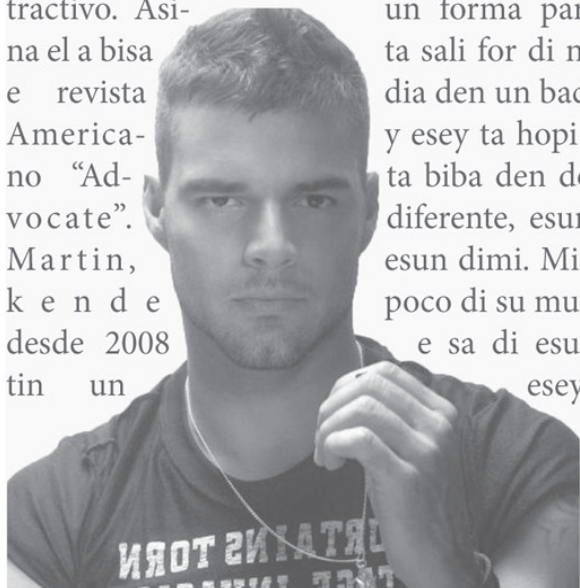 tractivo. Asi-
na el a bisa
e revista
America-
no “Ad-
vocate”.
Martin,
kende
desde 2008
tin un
un forma
ta sali for di
dia den un
y esey ta hopi
ta biba den
diferente,
esun dimi. Mi
poco di su
e sa di
esey
TORN